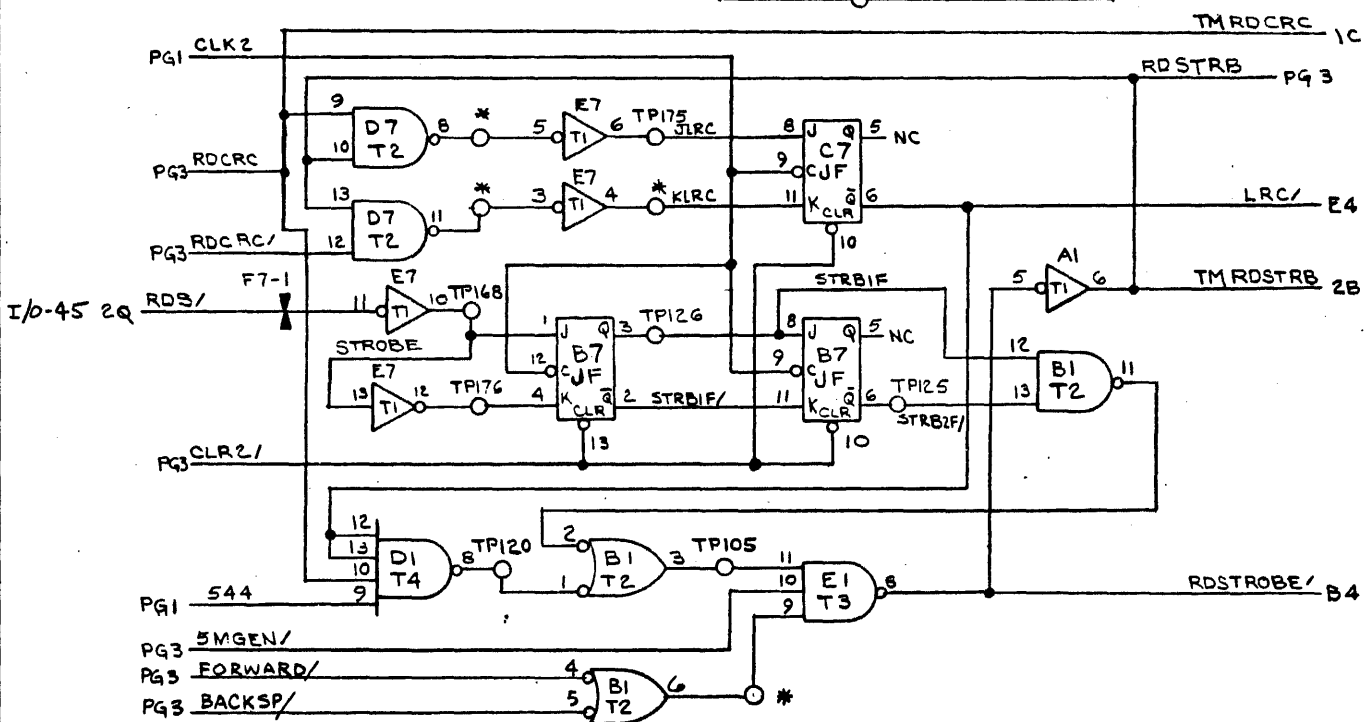 TMRDCRC 1C
PG1 CLK2
RDSTRB PG 3
9 D7 8 * 5 E7 6 TP175 JLRC 8 J Q 5 NC
10 T2 T1 C7
PG3 RDCRC 9 C JF
13 D7 11 * 3 E7 4 * KLRC 11 K Q̅ 6 LRC/ E4
12 T2 T1 CLR
PG3 RDCRC/ 10
F7-1 E7 A1
I/O-45 2Q RDS/ 11 T1 10 TP168 STRB1F 5 T1 6 TMRDSTRB 2B
STROBE 1 J Q 3 TP126 8 J Q 5 NC
12 C B7 JF 9 C B7 JF 12 B1 11
E7 T2
13 T1 12 TP176 4 K Q̅ 2 STRB1F/ 11 K Q̅ 6 TP125 13
CLR CLR STRB2F/
PG3 CLR2/ 13 10
12
13 D1 8 TP120 2 B1 3 TP105 11
10 T4 1 T2 10 E1 8 RDSTROBE/ B4
PG1 544 9 9 T3
PG3 5MGEN/
PG3 FORWARD/ 4 B1 6 *
PG3 BACKSP/ 5 T2